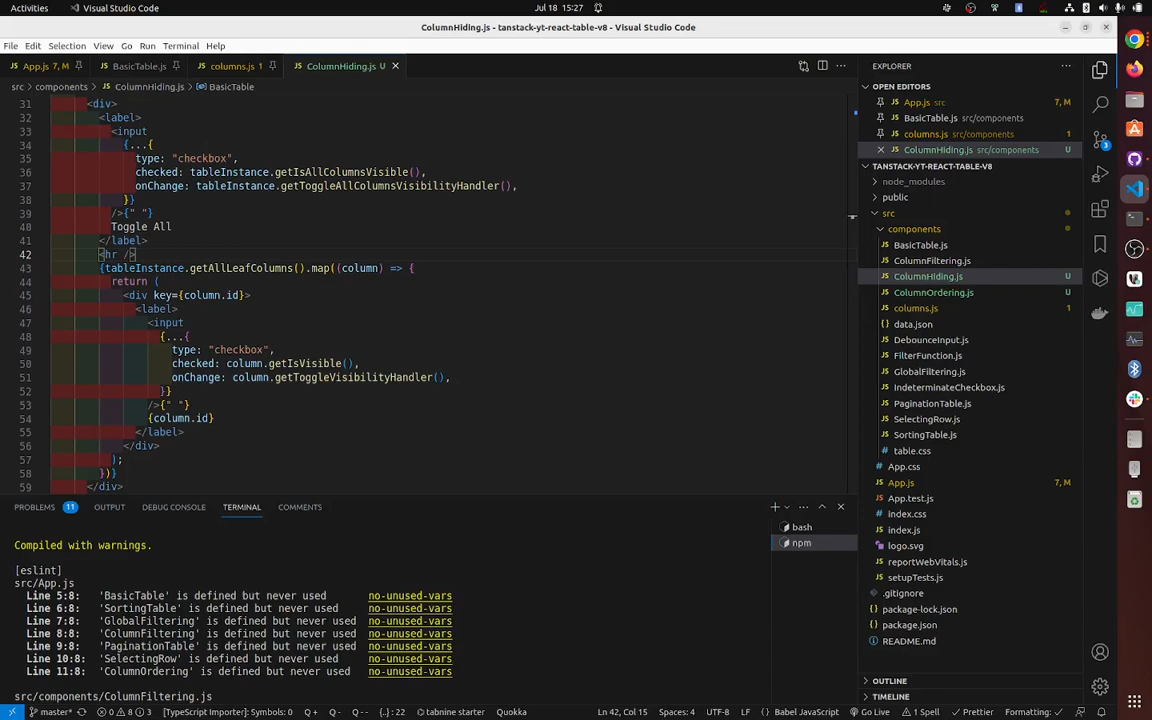 Activities
Visual Studio Code
Jul 18 15:27
ColumnHiding.js - tanstack-yt-react-table-v8 - Visual Studio Code
File Edit Selection View Go Run Terminal Help
App.js 7, M
BasicTable.js
columns.js 1
ColumnHiding.js U
src > components > ColumnHiding.js > BasicTable
31 <div>
32 <label>
33 <input
34 {...{
35 type: "checkbox",
36 checked: tableInstance.getIsAllColumnsVisible(),
37 onChange: tableInstance.getToggleAllColumnsVisibilityHandler(),
38 }}
39 />{" "}
40 Toggle All
41 </label>
42 <hr />
43 {tableInstance.getAllLeafColumns().map((column) => {
44 return (
45 <div key={column.id}>
46 <label>
47 <input
48 {...{
49 type: "checkbox",
50 checked: column.getIsVisible(),
51 onChange: column.getToggleVisibilityHandler(),
52 }}
53 />{" "}
54 {column.id}
55 </label>
56 </div>
57 );
58 })}
59 </div>
PROBLEMS 11 OUTPUT DEBUG CONSOLE TERMINAL COMMENTS
bash
npm
Compiled with warnings.
[eslint]
src/App.js
Line 5:8: 'BasicTable' is defined but never used no-unused-vars
Line 6:8: 'SortingTable' is defined but never used no-unused-vars
Line 7:8: 'GlobalFiltering' is defined but never used no-unused-vars
Line 8:8: 'ColumnFiltering' is defined but never used no-unused-vars
Line 9:8: 'PaginationTable' is defined but never used no-unused-vars
Line 10:8: 'SelectingRow' is defined but never used no-unused-vars
Line 11:8: 'ColumnOrdering' is defined but never used no-unused-vars
src/components/ColumnFiltering.js
EXPLORER
OPEN EDITORS
App.js src 7, M
BasicTable.js src/components
columns.js src/components 1
ColumnHiding.js src/components U
TANSTACK-YT-REACT-TABLE-V8
node_modules
public
src
components
BasicTable.js
ColumnFiltering.js
ColumnHiding.js U
ColumnOrdering.js U
columns.js 1
data.json
DebounceInput.js
FilterFunction.js
GlobalFiltering.js
IndeterminateCheckbox.js
PaginationTable.js
SelectingRow.js
SortingTable.js
table.css
App.css
App.js 7, M
App.test.js
index.css
index.js
logo.svg
reportWebVitals.js
setupTests.js
.gitignore
package-lock.json
package.json
README.md
OUTLINE
TIMELINE
master* 0 8 3 [TypeScript Importer]: Symbols: 0 Q+ Q-- {..}: 22 tabnine starter Quokka Ln 42, Col 15 Spaces: 4 UTF-8 LF {} Babel JavaScript Go Live 1 Spell Prettier Formatting: ✓